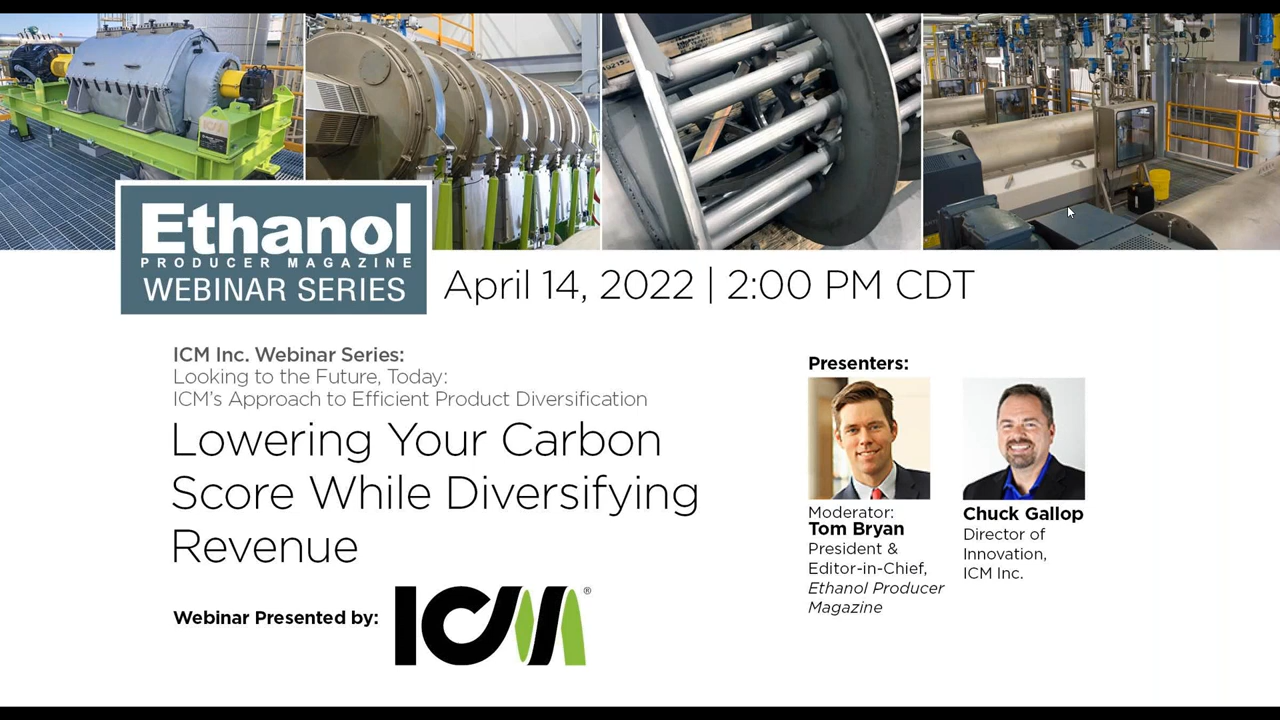 Ethanol
PRODUCER MAGAZINE
WEBINAR SERIES
April 14, 2022 | 2:00 PM CDT
ICM Inc. Webinar Series:
Looking to the Future, Today:
ICM's Approach to Efficient Product Diversification
Lowering Your Carbon
Score While Diversifying
Revenue
Webinar Presented by:
ICM®
Presenters:
Moderator:
Tom Bryan
President &
Editor-in-Chief,
Ethanol Producer
Magazine
Chuck Gallop
Director of
Innovation,
ICM Inc.